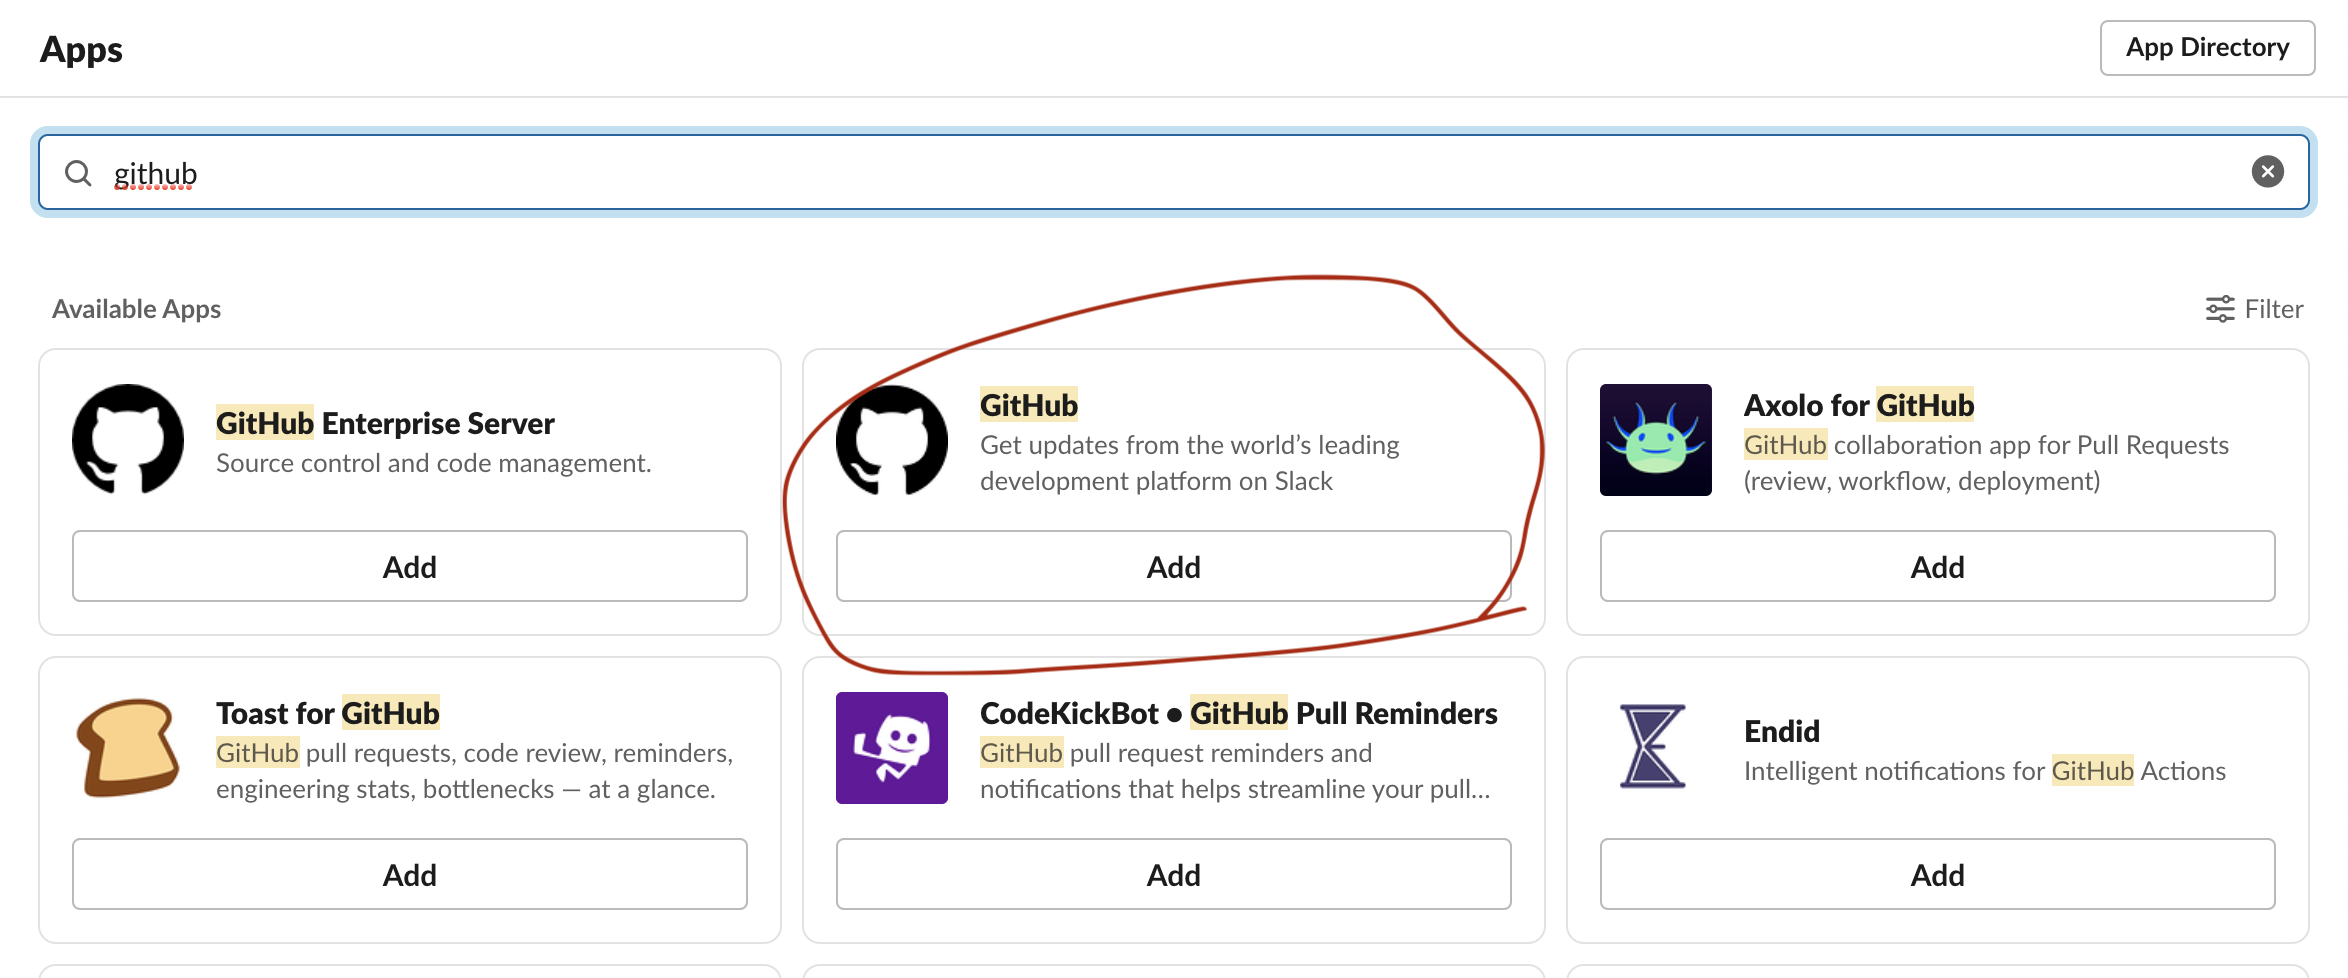 Apps
App Directory
github
Available Apps
Filter
GitHub Enterprise Server
Source control and code management.
Add
GitHub
Get updates from the world’s leading
development platform on Slack
Add
Axolo for GitHub
GitHub collaboration app for Pull Requests
(review, workflow, deployment)
Add
Toast for GitHub
GitHub pull requests, code review, reminders,
engineering stats, bottlenecks — at a glance.
Add
CodeKickBot ● GitHub Pull Reminders
GitHub pull request reminders and
notifications that helps streamline your pull...
Add
Endid
Intelligent notifications for GitHub Actions
Add